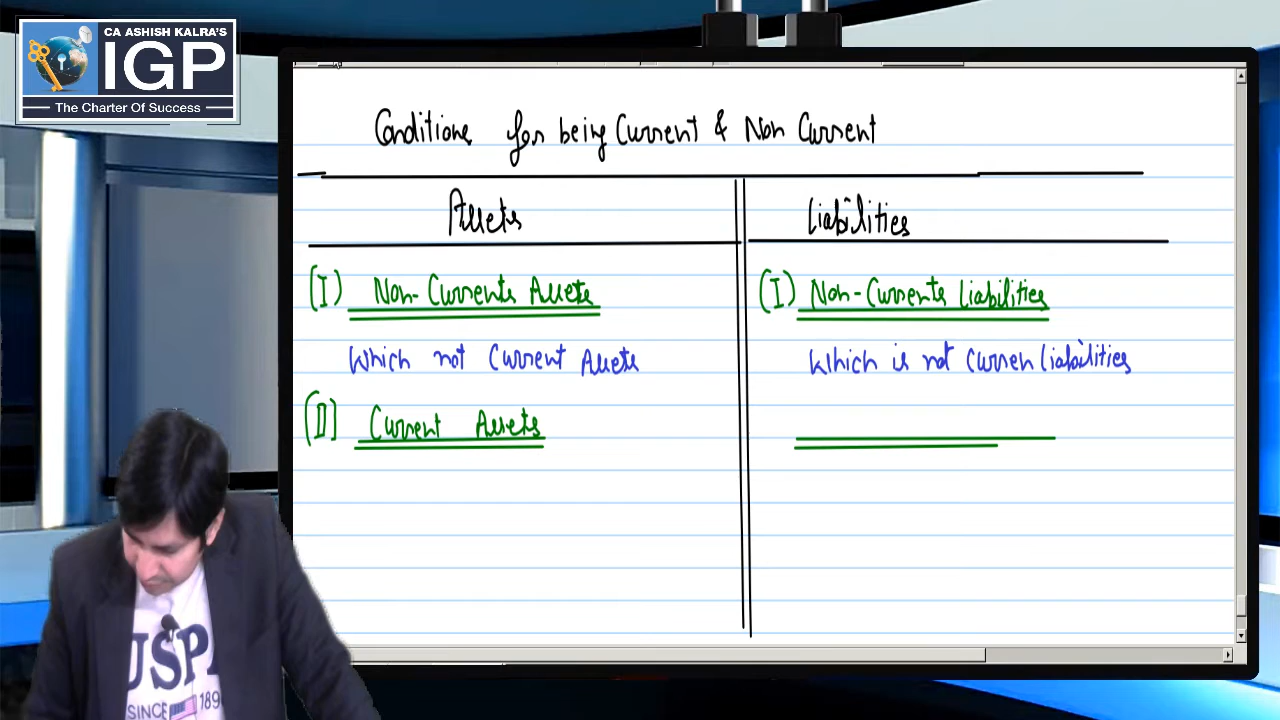 CA ASHISH KALRA'S
IGP
The Charter Of Success
Conditions for being Current & Non Current
Assets
Liabilities
(I) Non-Currents Assets
Which not Current Assets
(II) Current Assets
(I) Non-Currents Liabilities
Which is not Curren Liabilities
USPA
SINCE 1890